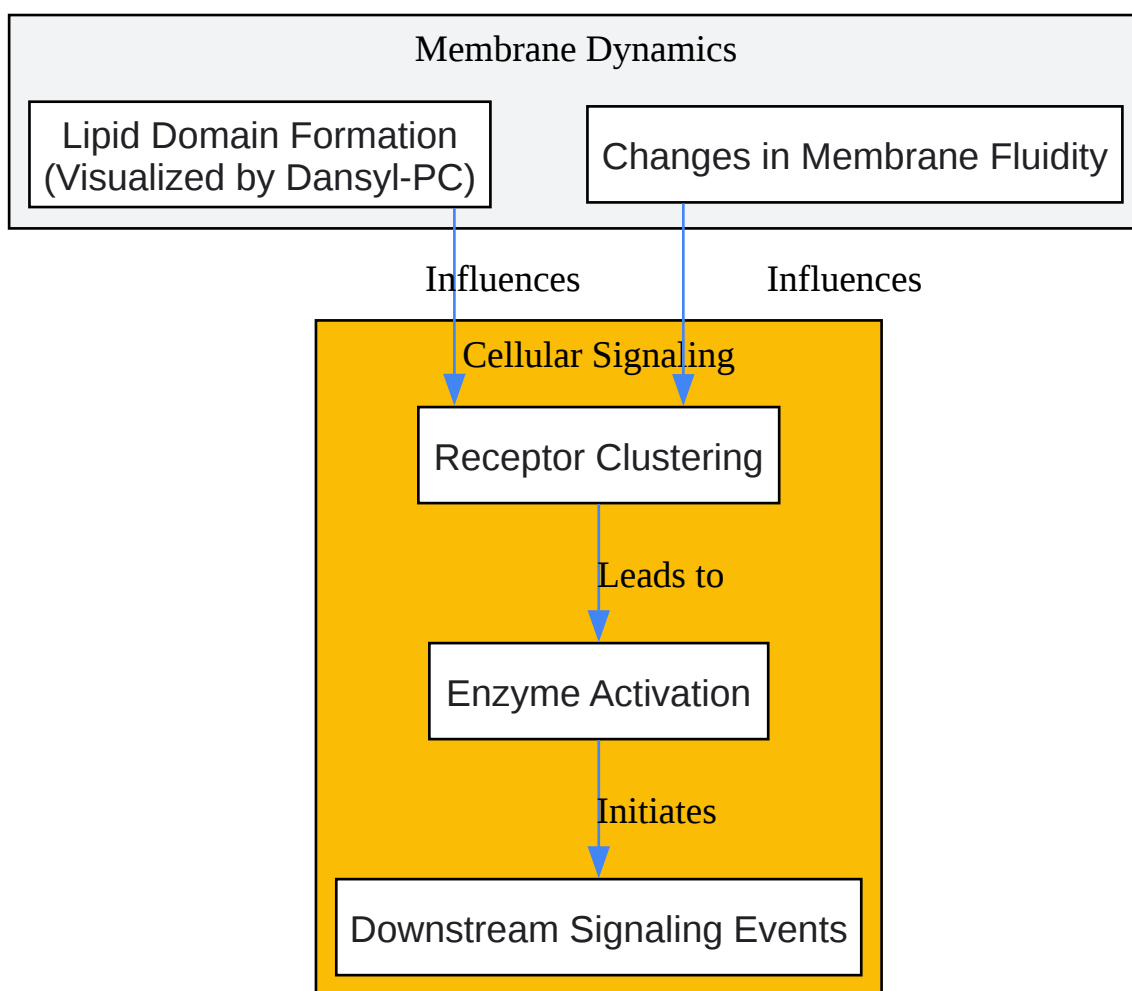 Membrane Dynamics
Lipid Domain Formation
(Visualized by Dansyl-PC)
Changes in Membrane Fluidity
Influences
Influences
Cellular Signaling
Receptor Clustering
Leads to
Enzyme Activation
Initiates
Downstream Signaling Events